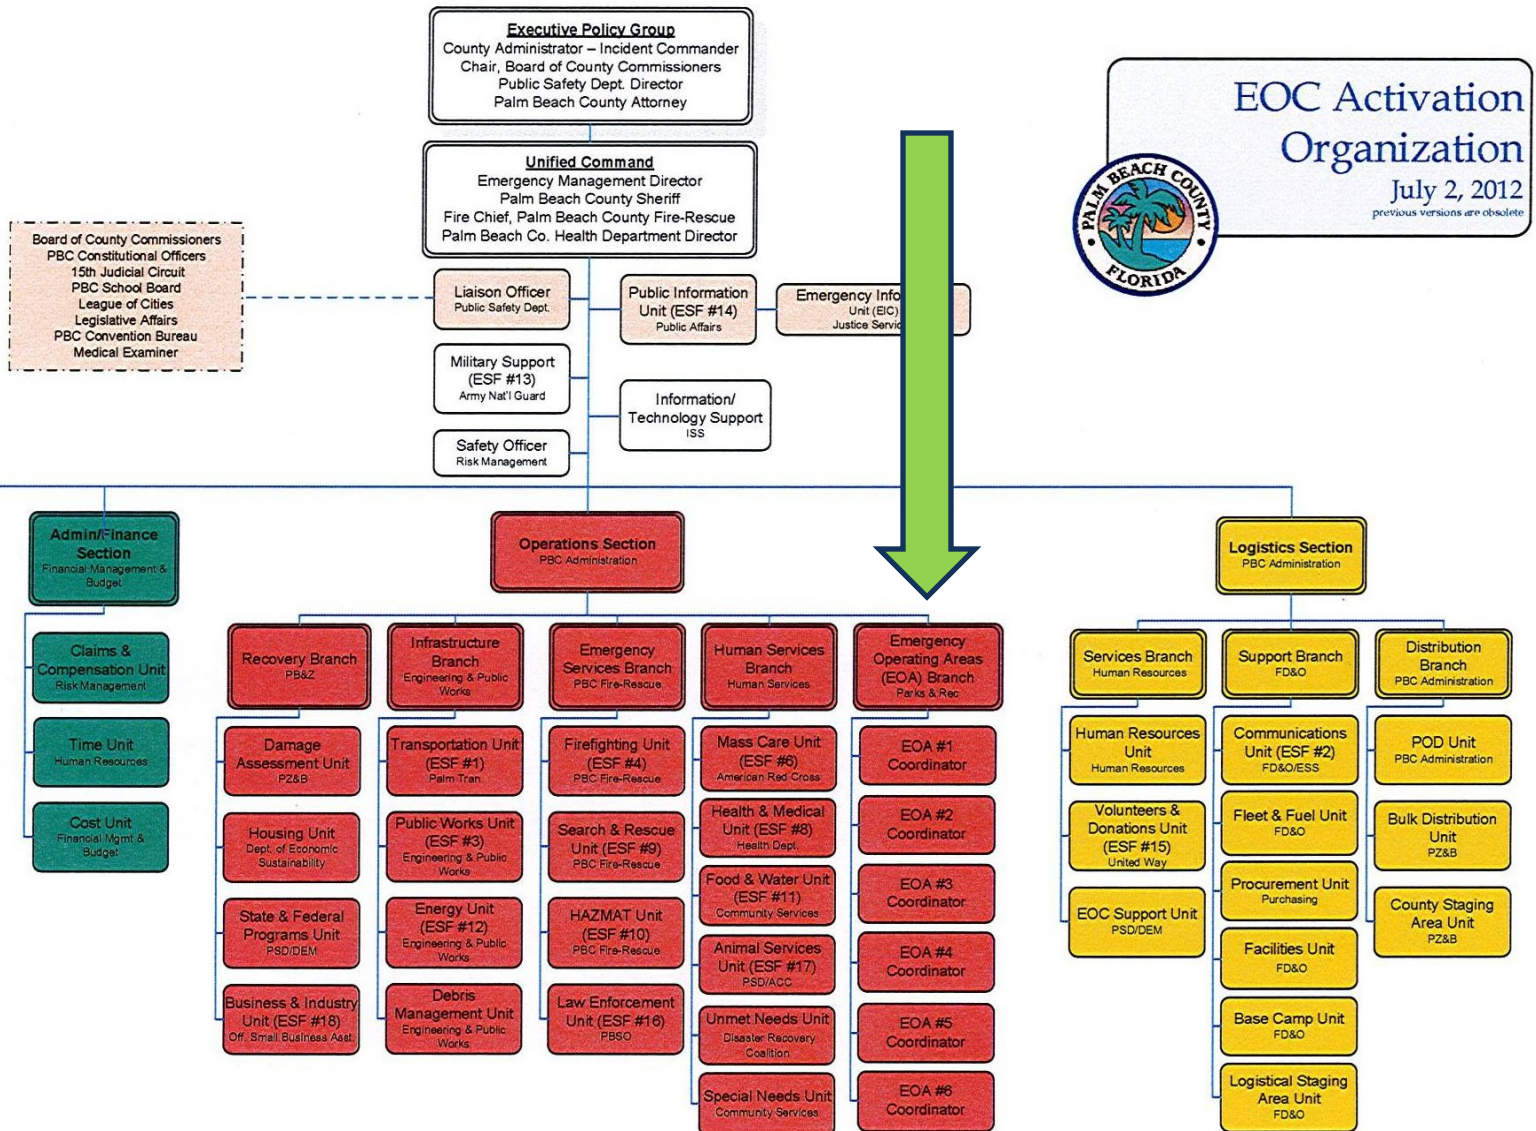 Executive Policy Group
County Administrator – Incident Commander
Chair, Board of County Commissioners
Public Safety Dept. Director
Palm Beach County Attorney
EOC Activation
Organization
July 2, 2012
previous versions are obsolete
PALM BEACH COUNTY
FLORIDA
Unified Command
Emergency Management Director
Palm Beach County Sheriff
Fire Chief, Palm Beach County Fire-Rescue
Palm Beach Co. Health Department Director
Board of County Commissioners
PBC Constitutional Officers
15th Judicial Circuit
PBC School Board
League of Cities
Legislative Affairs
PBC Convention Bureau
Medical Examiner
Liaison Officer
Public Safety Dept.
Public Information
Unit (ESF #14)
Public Affairs
Emergency
Unit (EIC)
Justice
Military Support
(ESF #13)
Army Nat'l Guard
Information/
Technology Support
ISS
Safety Officer
Risk Management
Admin/Finance
Section
Financial Management &
Budget
Claims &
Compensation Unit
Risk Management
Time Unit
Human Resources
Cost Unit
Financial Mgmt &
Budget
Operations Section
PBC Administration
Recovery Branch
PB&Z
Damage
Assessment Unit
PZ&B
Housing Unit
Dept. of Economic
Sustainability
State & Federal
Programs Unit
PSD/DEM
Business & Industry
Unit (ESF #18)
Off. Small Business Asst.
Infrastructure
Branch
Engineering & Public
Works
Transportation Unit
(ESF #1)
Palm Tran
Public Works Unit
(ESF #3)
Engineering & Public
Works
Energy Unit
(ESF #12)
Engineering & Public
Works
Debris
Management Unit
Engineering & Public
Works
Emergency
Services Branch
PBC Fire-Rescue
Firefighting Unit
(ESF #4)
PBC Fire-Rescue
Search & Rescue
Unit (ESF #9)
PBC Fire-Rescue
HAZMAT Unit
(ESF #10)
PBC Fire-Rescue
Law Enforcement
Unit (ESF #16)
PBSO
Human Services
Branch
Human Services
Mass Care Unit
(ESF #6)
American Red Cross
Health & Medical
Unit (ESF #8)
Health Dept.
Food & Water Unit
(ESF #11)
Community Services
Animal Services
Unit (ESF #17)
PSD/ACC
Unmet Needs Unit
Disaster Recovery
Coalition
Special Needs Unit
Community Services
Emergency
Operating Areas
(EOA) Branch
Parks & Rec
EOA #1
Coordinator
EOA #2
Coordinator
EOA #3
Coordinator
EOA #4
Coordinator
EOA #5
Coordinator
EOA #6
Coordinator
Logistics Section
PBC Administration
Services Branch
Human Resources
Human Resources
Unit
Human Resources
Volunteers &
Donations Unit
(ESF #15)
United Way
EOC Support Unit
PSD/DEM
Support Branch
FD&O
Communications
Unit (ESF #2)
FD&O/ESS
Fleet & Fuel Unit
FD&O
Procurement Unit
Purchasing
Facilities Unit
FD&O
Base Camp Unit
FD&O
Logistical Staging
Area Unit
FD&O
Distribution
Branch
PBC Administration
POD Unit
PBC Administration
Bulk Distribution
Unit
PZ&B
County Staging
Area Unit
PZ&B